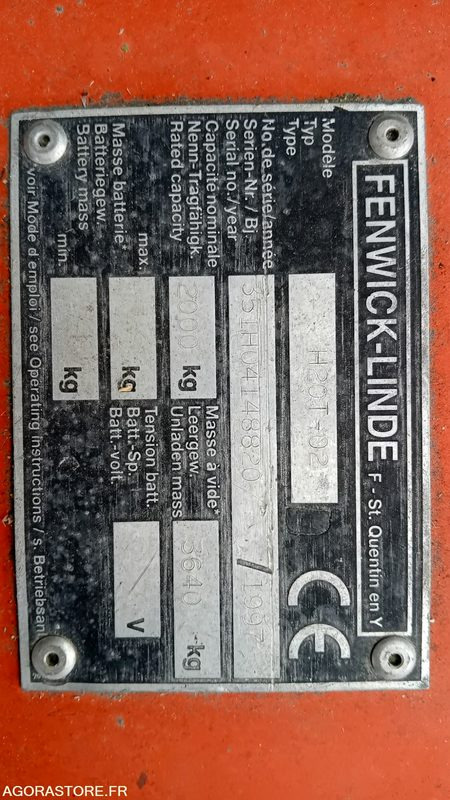 FENWICK-LINDE F - St. Quentin en Y
Modèle
Typ
Type
No.de série/année
Serien-Nr./Bj.
Serial no./year
/1997
Capacité nominale
Nenn-Tragfähigk.
Rated capacity
2000 kg
Masse à vide*
Leergew.
Unladen mass
3640 kg
Masse batterie*
Batteriegew.
Battery mass
max.
kg
min.
kg
Tension batt.
Batt.-Sp.
Batt.-volt.
V
CE
voir Mode d'emploi / see Operating instructions / s. Betriebsan
AGORASTORE.FR